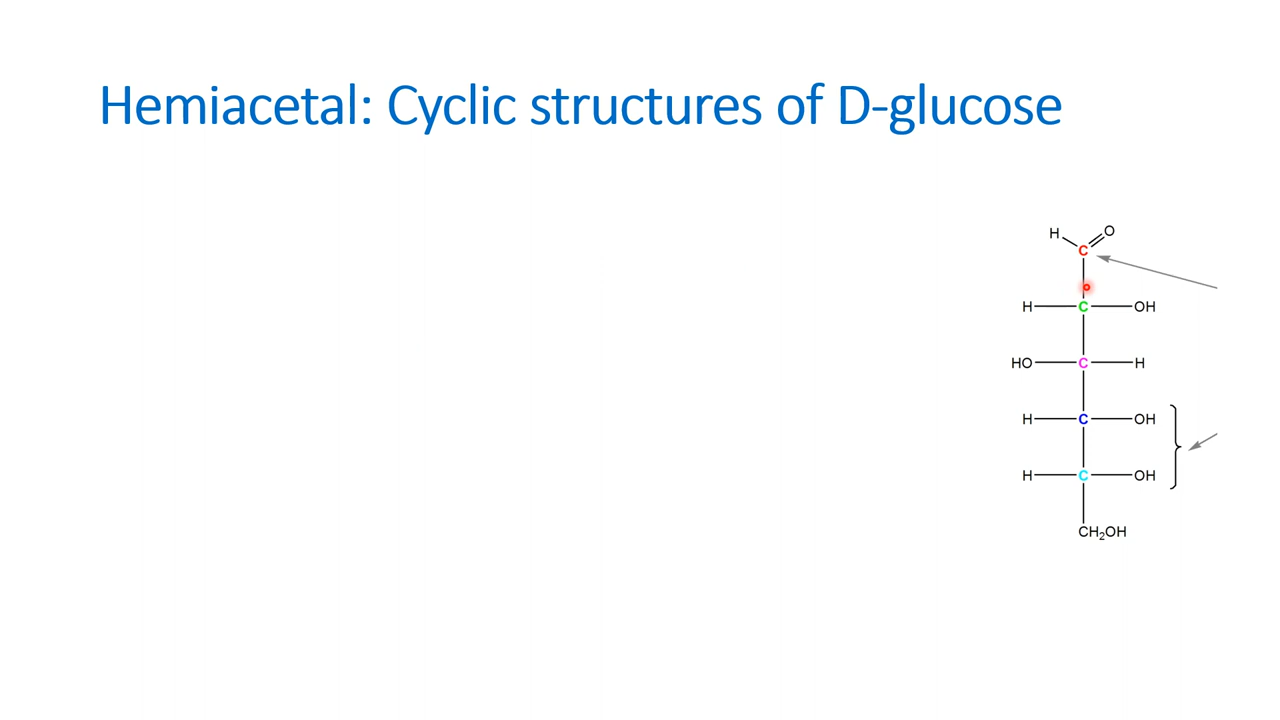 Hemiacetal: Cyclic structures of D-glucose
H O
C
H C OH
HO C H
H C OH
H C OH
CH₂OH